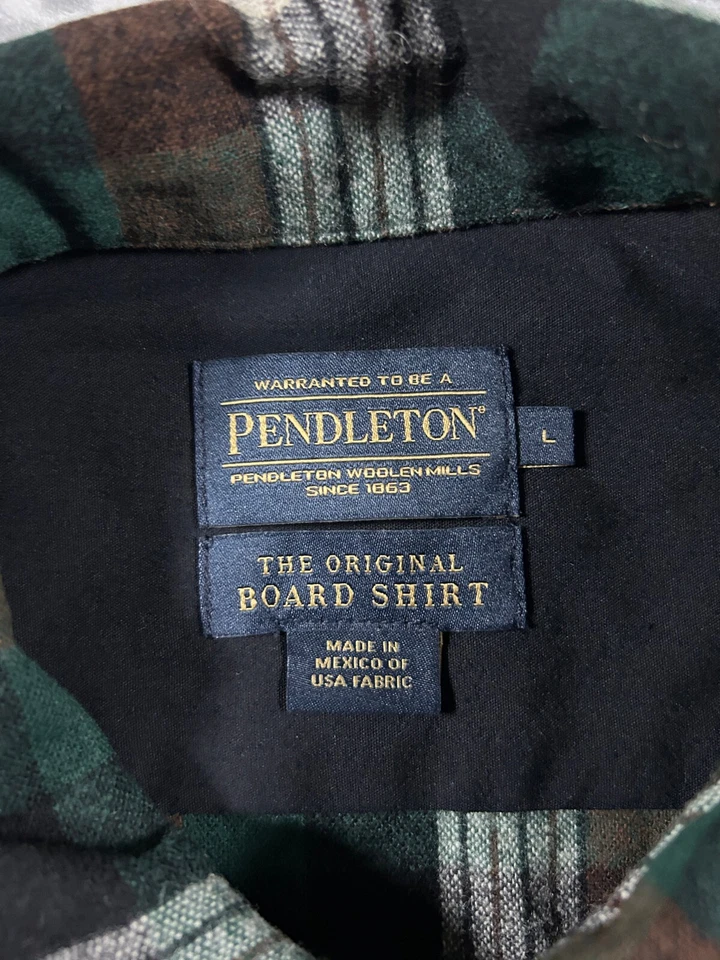 WARRANTED TO BE A
PENDLETON®
L
PENDLETON WOOLEN MILLS
SINCE 1863
THE ORIGINAL
BOARD SHIRT
MADE IN
MEXICO OF
USA FABRIC